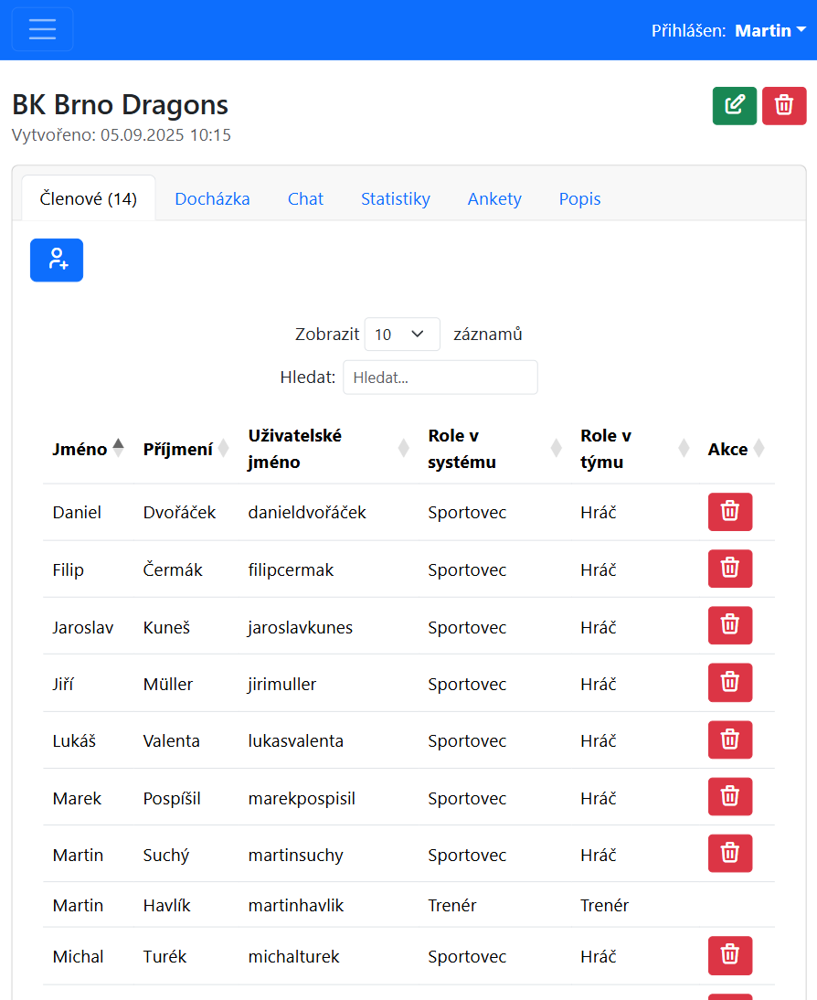 Přihlášen: Martin
BK Brno Dragons
Vytvořeno: 05.09.2025 10:15
Členové (14) Docházka Chat Statistiky Ankety Popis
Zobrazit 10 záznamů
Hledat: Hledat...
Jméno Příjmení Uživatelské jméno Role v systému Role v týmu Akce
Daniel Dvořáček danieldvořáček Sportovec Hráč
Filip Čermák filipcermak Sportovec Hráč
Jaroslav Kuneš jaroslavkunes Sportovec Hráč
Jiří Müller jirimuller Sportovec Hráč
Lukáš Valenta lukasvalenta Sportovec Hráč
Marek Pospíšil marekpospisil Sportovec Hráč
Martin Suchý martinsuchy Sportovec Hráč
Martin Havlík martinhavlik Trenér Trenér
Michal Turék michalturek Sportovec Hráč